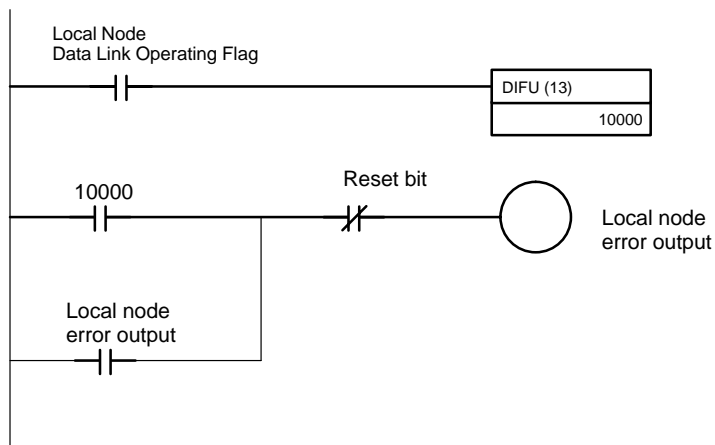 Local Node
Data Link Operating Flag
DIFU (13)
10000
10000
Reset bit
Local node
error output
Local node
error output